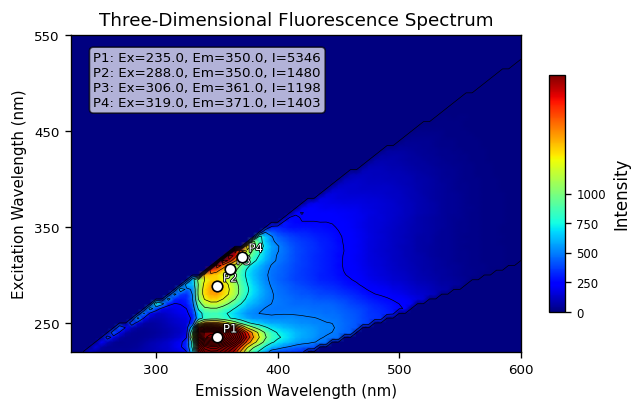 Three-Dimensional Fluorescence Spectrum
P1: Ex=235.0, Em=350.0, I=5346
P2: Ex=288.0, Em=350.0, I=1480
P3: Ex=306.0, Em=361.0, I=1198
P4: Ex=319.0, Em=371.0, I=1403
550
450
350
250
Excitation Wavelength (nm)
P4
P2
P1
300
400
500
600
Emission Wavelength (nm)
1000
750
500
250
0
Intensity